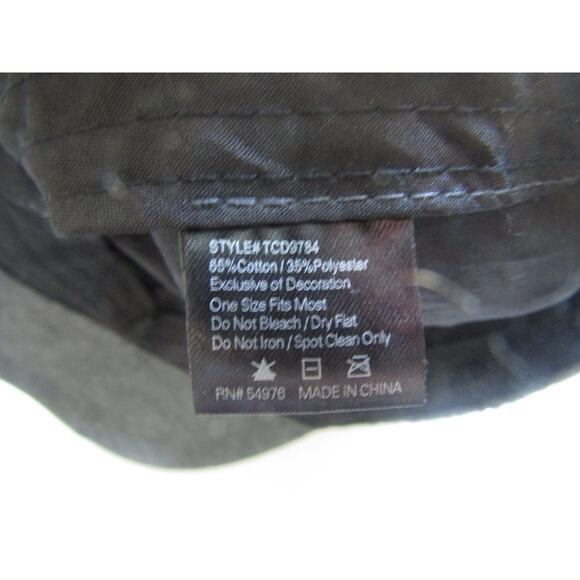 STYLE# TCD9784
65%Cotton / 35%Polyester
Exclusive of Decoration
One Size Fits Most
Do Not Bleach / Dry Flat
Do Not Iron / Spot Clean Only
RN# 54976 MADE IN CHINA